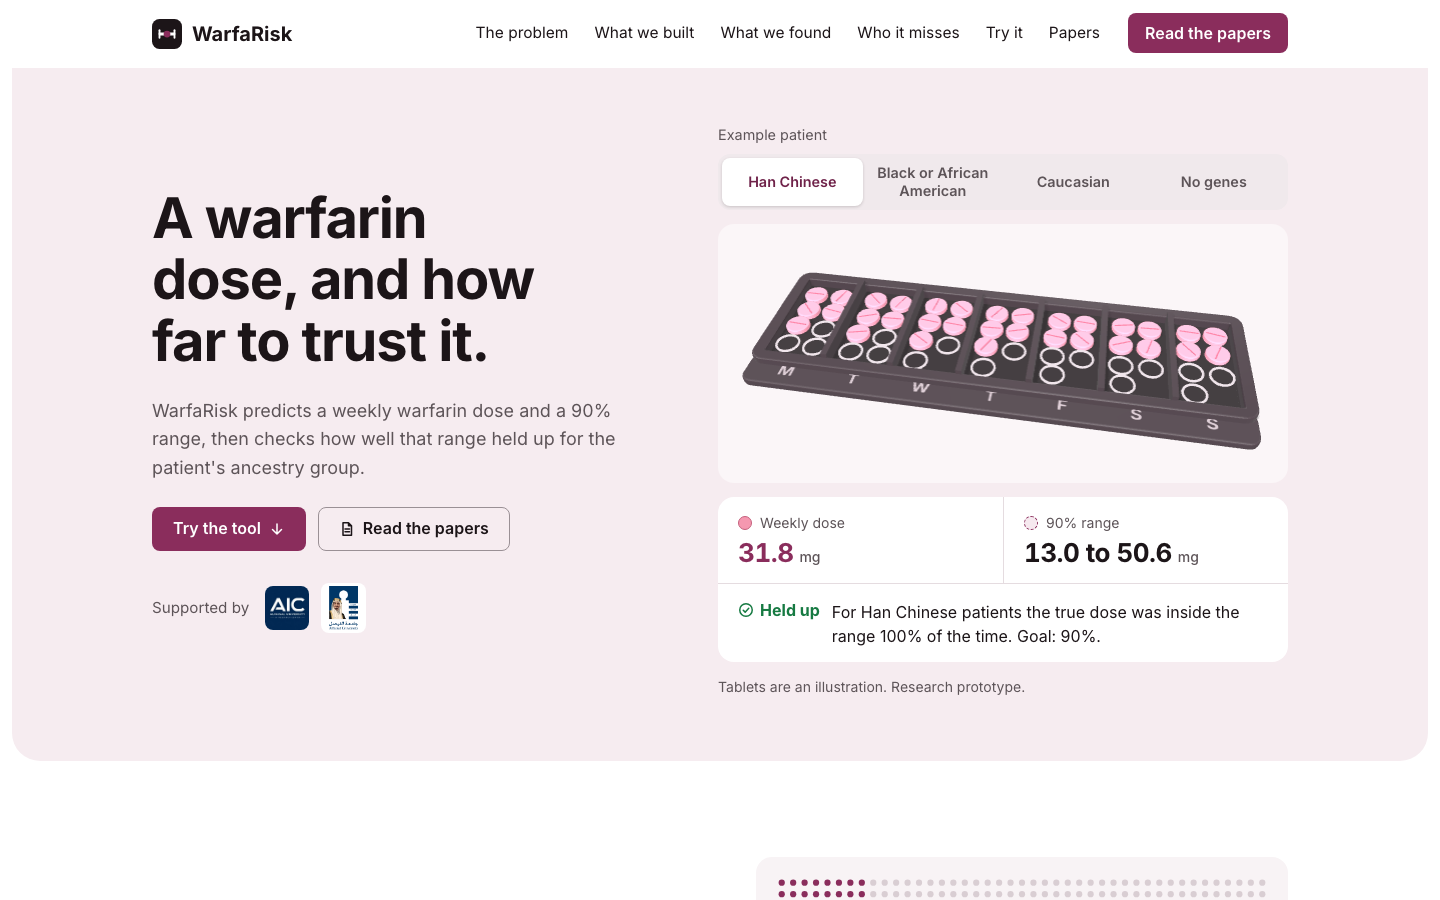 WarfaRisk
The problem
What we built
What we found
Who it misses
Try it
Papers
Read the papers
A warfarin
dose, and how
far to trust it.
WarfaRisk predicts a weekly warfarin dose and a 90%
range, then checks how well that range held up for the
patient's ancestry group.
Try the tool
Read the papers
Supported by
AIC
Example patient
Han Chinese
Black or African
American
Caucasian
No genes
M T W T F S S
Weekly dose
31.8 mg
90% range
13.0 to 50.6 mg
Held up
For Han Chinese patients the true dose was inside the
range 100% of the time. Goal: 90%.
Tablets are an illustration. Research prototype.